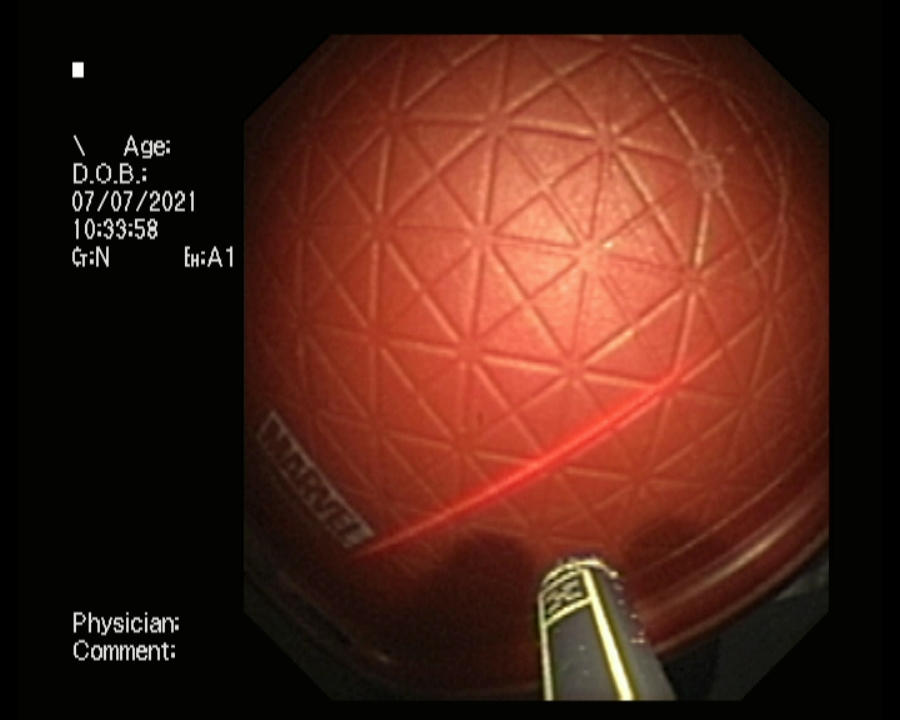 \ Age:
D.O.B.:
07/07/2021
10:33:58
Cr:N EH:A1
MARVEL
Physician:
Comment: